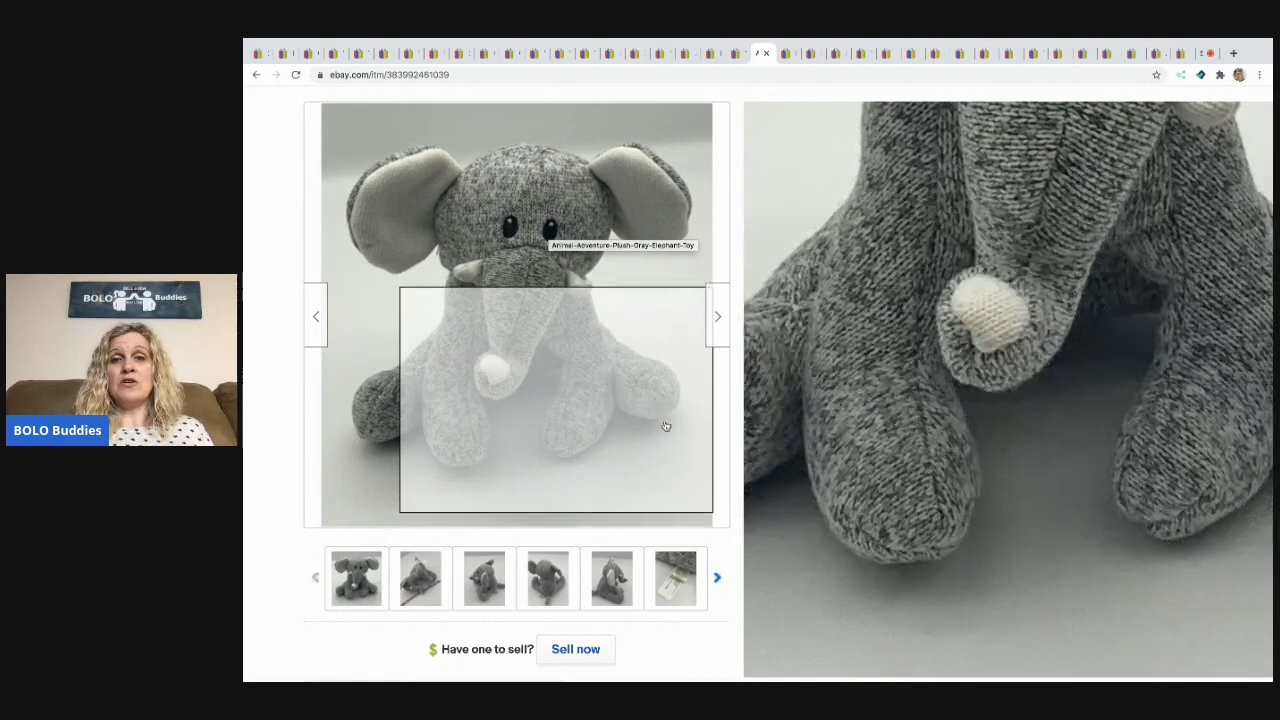 ebay.com/itm/383992461039
Animal-Adventure-Plush-Gray-Elephant-Toy
BOLO Buddies
BOLO Buddies
$ Have one to sell? Sell now